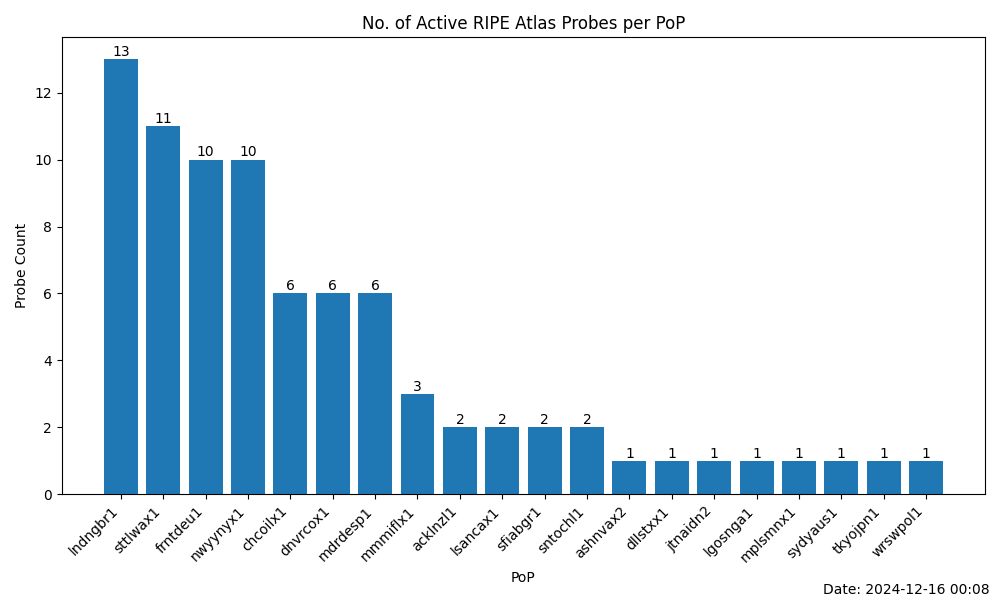 No. of Active RIPE Atlas Probes per PoP
13
11
10
10
6
6
6
3
2
2
2
2
1
1
1
1
1
1
1
1
12
10
8
6
4
2
0
Probe Count
lndngbr1
sttlwax1
frntdeu1
nwyynyx1
chcoilx1
dnvrcox1
mdrdesp1
mmmiflx1
acklnzl1
lsancax1
sfiabgr1
sntochl1
ashnvax2
dllstxx1
jtnaidn2
lgosnga1
mplsmnx1
sydyaus1
tkyojpn1
wrswpol1
PoP
Date: 2024-12-16 00:08